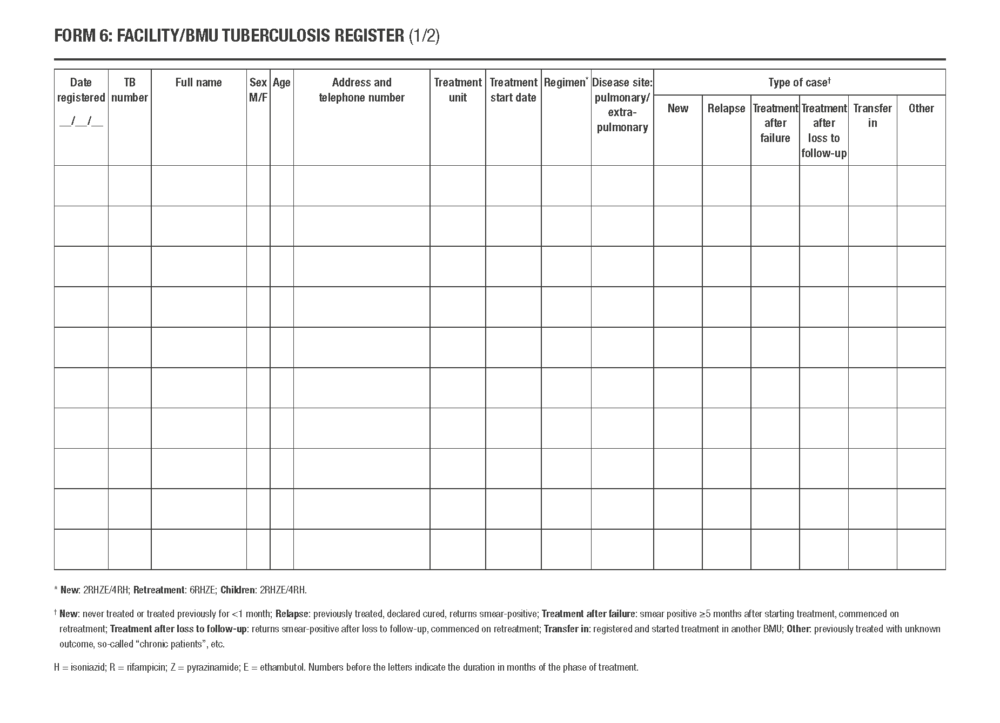 FORM 6: FACILITY/BMU TUBERCULOSIS REGISTER (1/2)
Date registered __/__/__
TB number
Full name
Sex M/F
Age
Address and telephone number
Treatment unit
Treatment start date
Regimen*
Disease site: pulmonary/ extra- pulmonary
Type of case†
New
Relapse
Treatment after failure
Treatment after loss to follow-up
Transfer in
Other
* New: 2RHZE/4RH; Retreatment: 6RHZE; Children: 2RHZE/4RH.
† New: never treated or treated previously for <1 month; Relapse: previously treated, declared cured, returns smear-positive; Treatment after failure: smear positive ≥5 months after starting treatment, commenced on
retreatment; Treatment after loss to follow-up: returns smear-positive after loss to follow-up, commenced on retreatment; Transfer in: registered and started treatment in another BMU; Other: previously treated with unknown
outcome, so-called “chronic patients”, etc.
H = isoniazid; R = rifampicin; Z = pyrazinamide; E = ethambutol. Numbers before the letters indicate the duration in months of the phase of treatment.